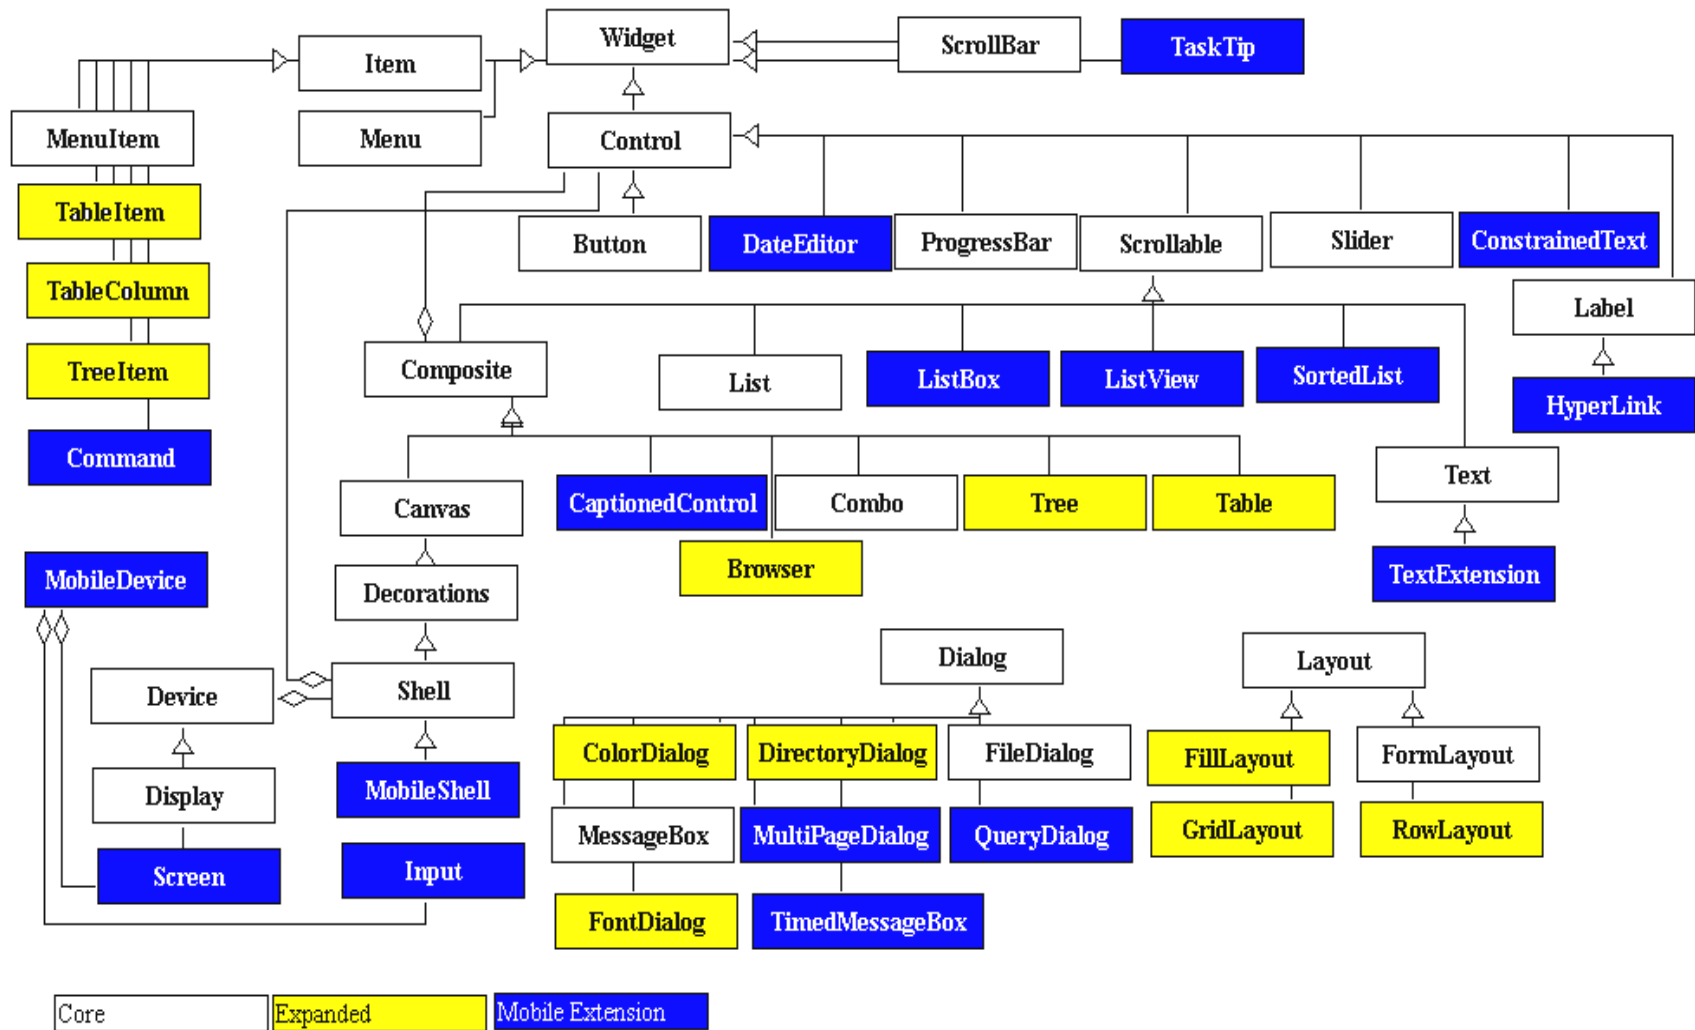 Widget
ScrollBar
TaskTip
Item
MenuItem
Menu
Control
TableItem
Button
DateEditor
ProgressBar
Scrollable
Slider
ConstrainedText
TableColumn
Label
TreeItem
Composite
List
ListBox
ListView
SortedList
HyperLink
Command
Canvas
CaptionedControl
Combo
Tree
Table
Text
MobileDevice
Decorations
Browser
TextExtension
Dialog
Layout
Device
Shell
ColorDialog
DirectoryDialog
FileDialog
FillLayout
FormLayout
Display
MobileShell
MessageBox
MultiPageDialog
QueryDialog
GridLayout
RowLayout
Screen
Input
FontDialog
TimedMessageBox
Core
Expanded
Mobile Extension